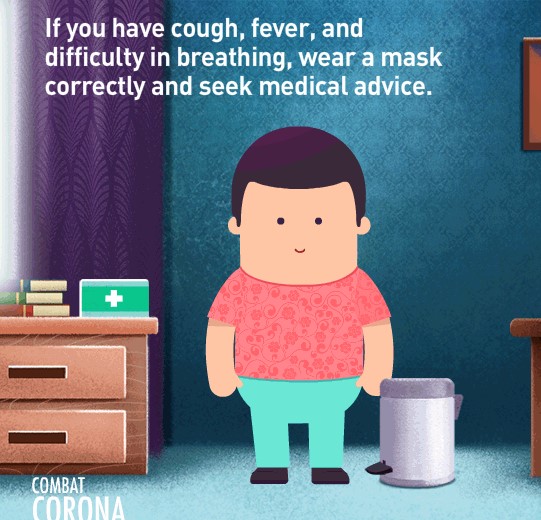 If you have cough, fever, and
difficulty in breathing, wear a mask
correctly and seek medical advice.
COMBAT
CORONA